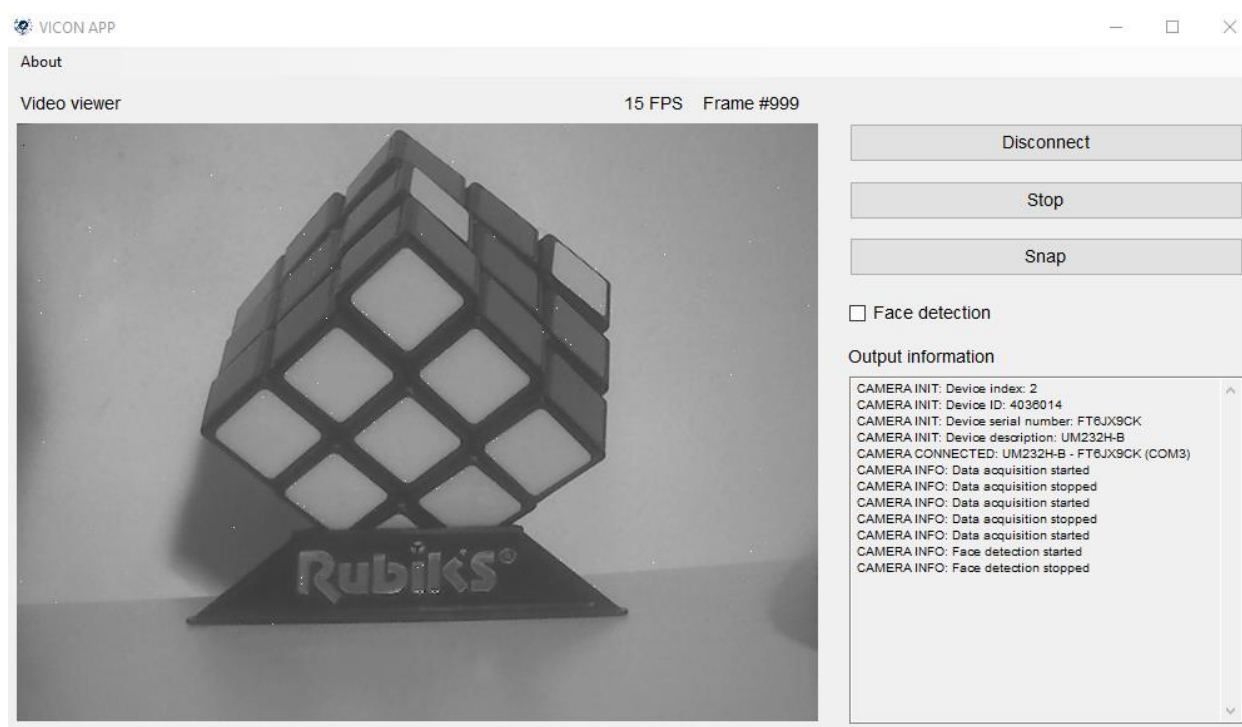 VICON APP
About
Video viewer 15 FPS Frame #999
Disconnect
Stop
Snap
Face detection
Output information
CAMERA INIT: Device index: 2
CAMERA INIT: Device ID: 4036014
CAMERA INIT: Device serial number: FT6JX9CK
CAMERA INIT: Device description: UM232H-B
CAMERA CONNECTED: UM232H-B - FT6JX9CK (COM3)
CAMERA INFO: Data acquisition started
CAMERA INFO: Data acquisition stopped
CAMERA INFO: Data acquisition started
CAMERA INFO: Data acquisition stopped
CAMERA INFO: Data acquisition started
CAMERA INFO: Face detection started
CAMERA INFO: Face detection stopped
Rubik's®